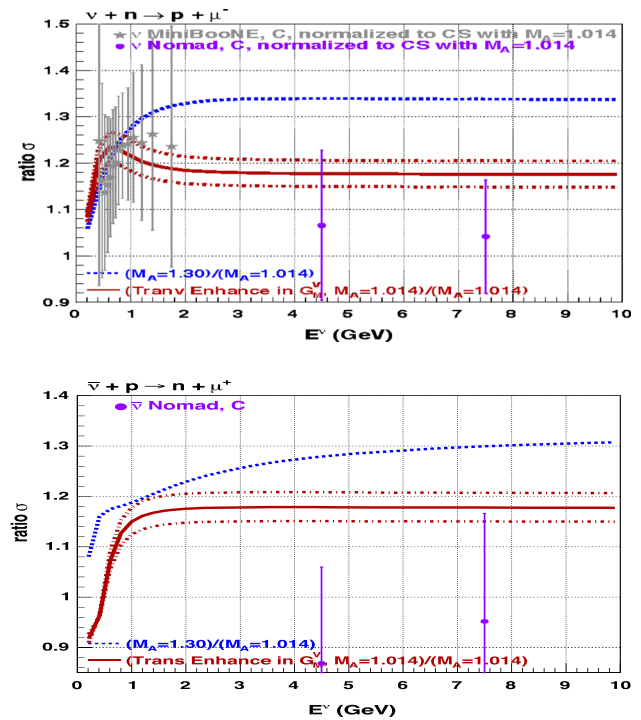 ν + n → p + μ⁻
ν MiniBooNE, C, normalized to CS with M_A=1.014
ν Nomad, C, normalized to CS with M_A=1.014
ratio σ
1.5
1.4
1.3
1.2
1.1
1
0.9
(M_A=1.30)/(M_A=1.014)
(Tranv Enhance in G_M^V, M_A=1.014)/(M_A=1.014)
0 1 2 3 4 5 6 7 8 9 10
E^ν (GeV)
ν̅ + p → n + μ⁺
ν̅ Nomad, C
ratio σ
1.4
1.3
1.2
1.1
1
0.9
(M_A=1.30)/(M_A=1.014)
(Trans Enhance in G_M^V, M_A=1.014)/(M_A=1.014)
0 1 2 3 4 5 6 7 8 9 10
E^ν (GeV)